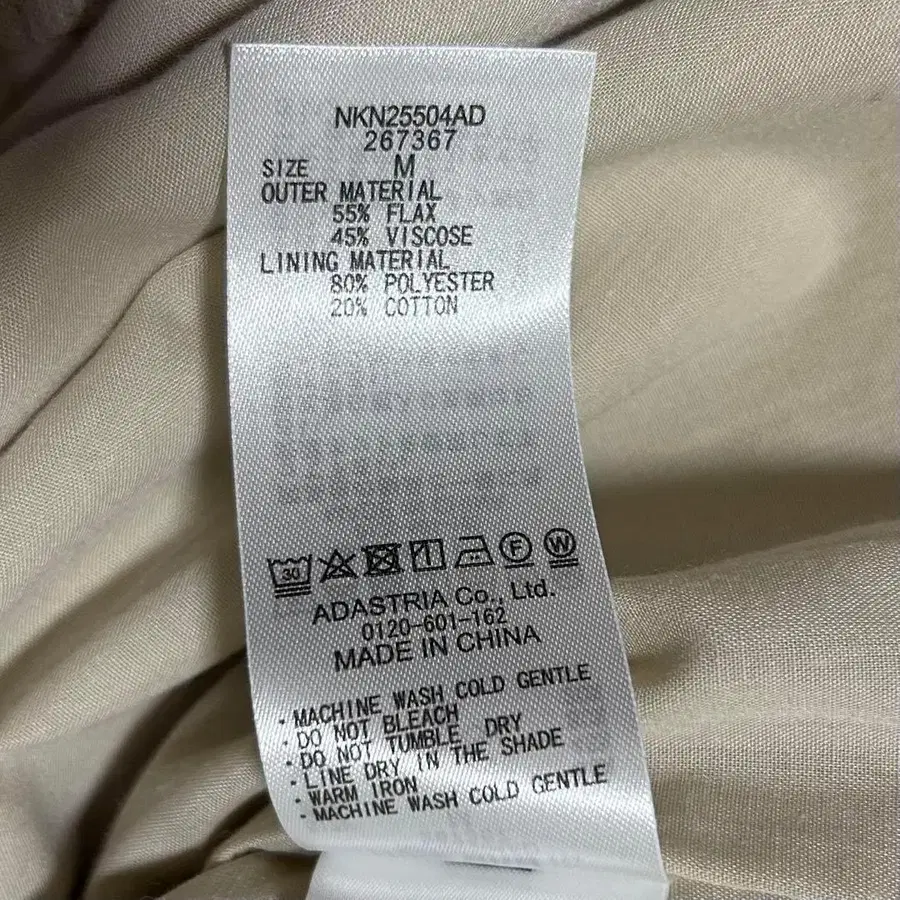 NKN25504AD
267367
SIZE M
OUTER MATERIAL
55% FLAX
45% VISCOSE
LINING MATERIAL
80% POLYESTER
20% COTTON
30 F W
ADASTRIA Co., Ltd.
0120-601-162
MADE IN CHINA
・MACHINE WASH COLD GENTLE
・DO NOT BLEACH
・DO NOT TUMBLE DRY
・LINE DRY IN THE SHADE
・WARM IRON
・MACHINE WASH COLD GENTLE